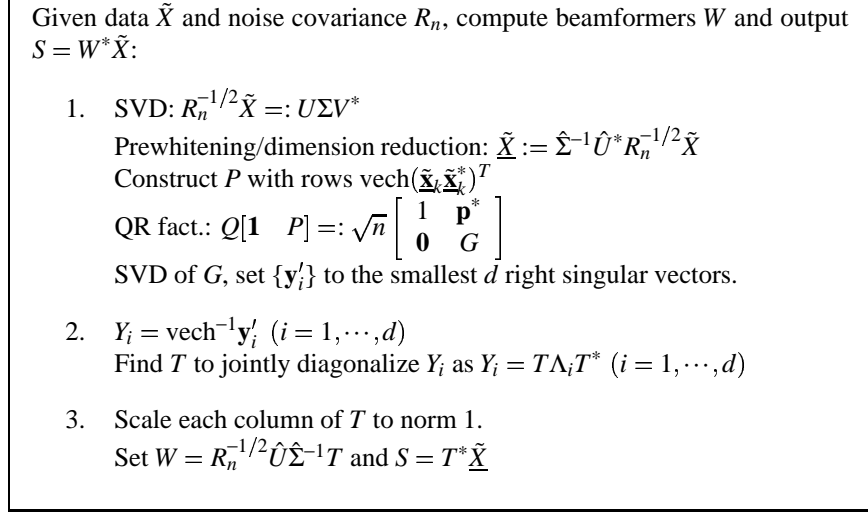 Given data X̃ and noise covariance Rₙ, compute beamformers W and output
S = W*X̃:
1. SVD: Rₙ^{−1/2}X̃ =: UΣV*
Prewhitening/dimension reduction: X̲̃ := Σ̂^{−1}Û*Rₙ^{−1/2}X̃
Construct P with rows vech(x̲̃ₖx̲̃ₖ*)^T
QR fact.: Q[1 P] =: √n [ 1 p* ; 0 G ]
SVD of G, set {y′ᵢ} to the smallest d right singular vectors.
2. Yᵢ = vech^{−1}y′ᵢ (i = 1,⋯,d)
Find T to jointly diagonalize Yᵢ as Yᵢ = TΛᵢT* (i = 1,⋯,d)
3. Scale each column of T to norm 1.
Set W = Rₙ^{−1/2}ÛΣ̂^{−1}T and S = T*X̲̃